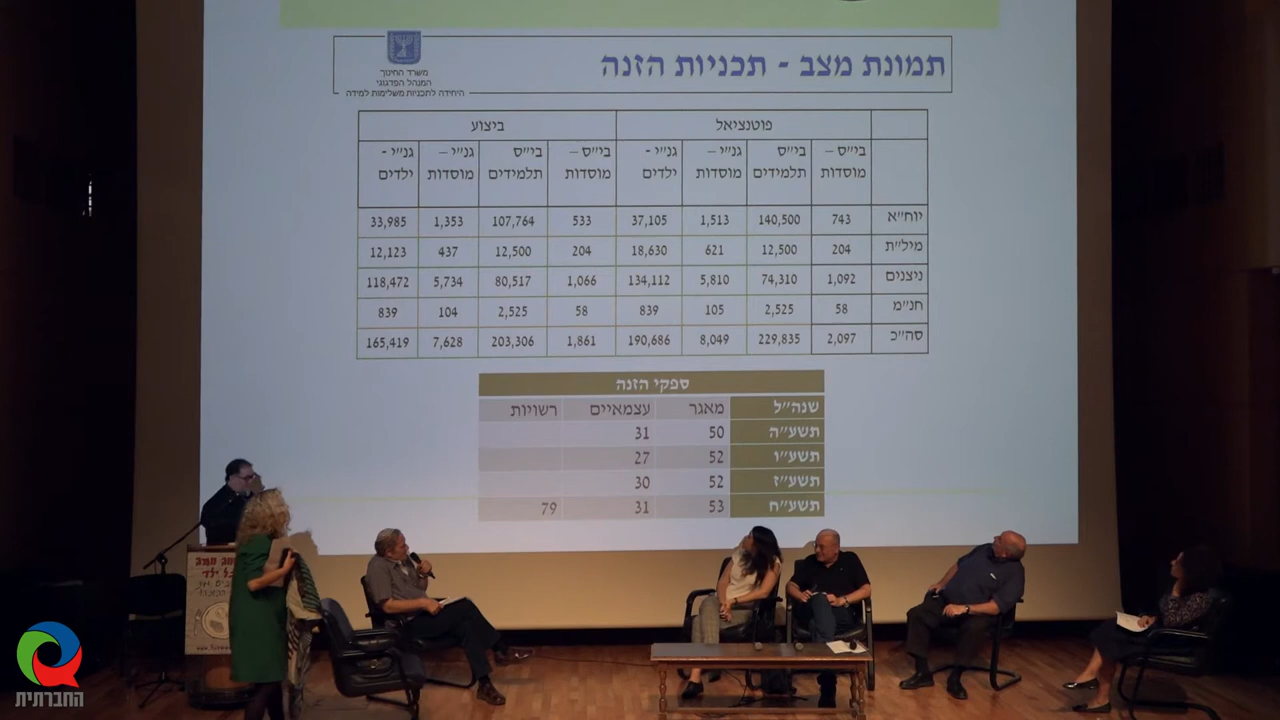 תמונת מצב - תכניות הזנה
משרד החינוך
המנהל הפדגוגי
היחידה לתכניות משלימות למידה
פוטנציאל ביצוע
בי״ס – מוסדות בי״ס תלמידים גנ״י – מוסדות גנ״י - ילדים בי״ס – מוסדות בי״ס תלמידים גנ״י – מוסדות גנ״י - ילדים
יוח״א 743 140,500 1,513 37,105 533 107,764 1,353 33,985
מיל״ת 204 12,500 621 18,630 204 12,500 437 12,123
ניצנים 1,092 74,310 5,810 134,112 1,066 80,517 5,734 118,472
חנ״מ 58 2,525 105 839 58 2,525 104 839
סה״כ 2,097 229,835 8,049 190,686 1,861 203,306 7,628 165,419
ספקי הזנה
שנה״ל מאגר עצמאיים רשויות
תשע״ה 50 31
תשע״ו 52 27
תשע״ז 52 30
תשע״ח 53 31 79
חמה
ילד
החברתית